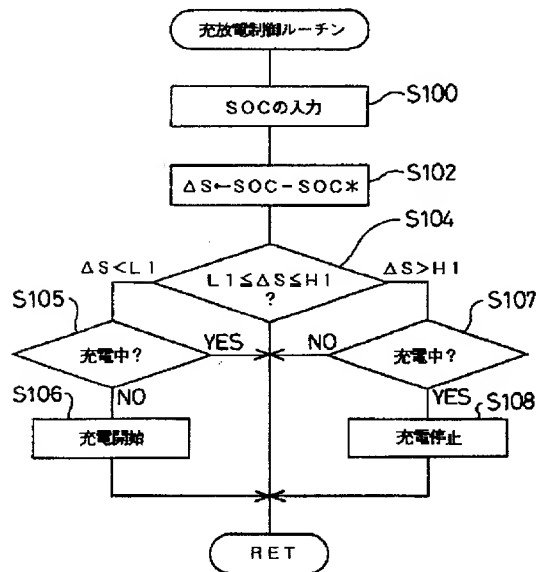 充放電制御ルーチン
SOCの入力
S100
ΔS←SOC−SOC*
S102
S104
ΔS<L1
L1≦ΔS≦H1
?
ΔS>H1
S105
充電中?
YES
NO
S107
NO
充電中?
YES
S106
充電開始
S108
充電停止
RET